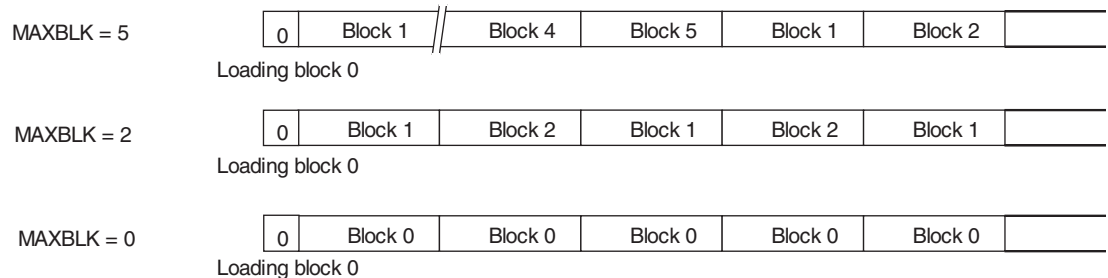 MAXBLK = 5 0 Block 1 Block 4 Block 5 Block 1 Block 2
Loading block 0
MAXBLK = 2 0 Block 1 Block 2 Block 1 Block 2 Block 1
Loading block 0
MAXBLK = 0 0 Block 0 Block 0 Block 0 Block 0 Block 0
Loading block 0